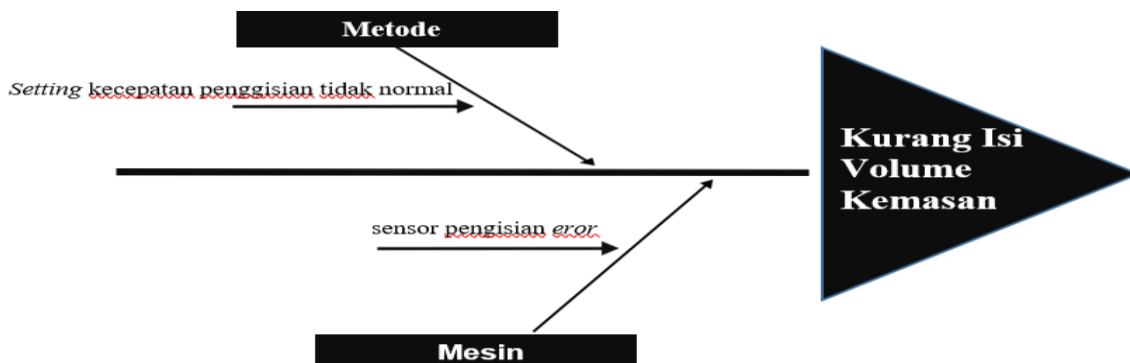 Metode
Setting kecepatan penggisian tidak normal
Kurang Isi
Volume
Kemasan
sensor pengisian eror
Mesin